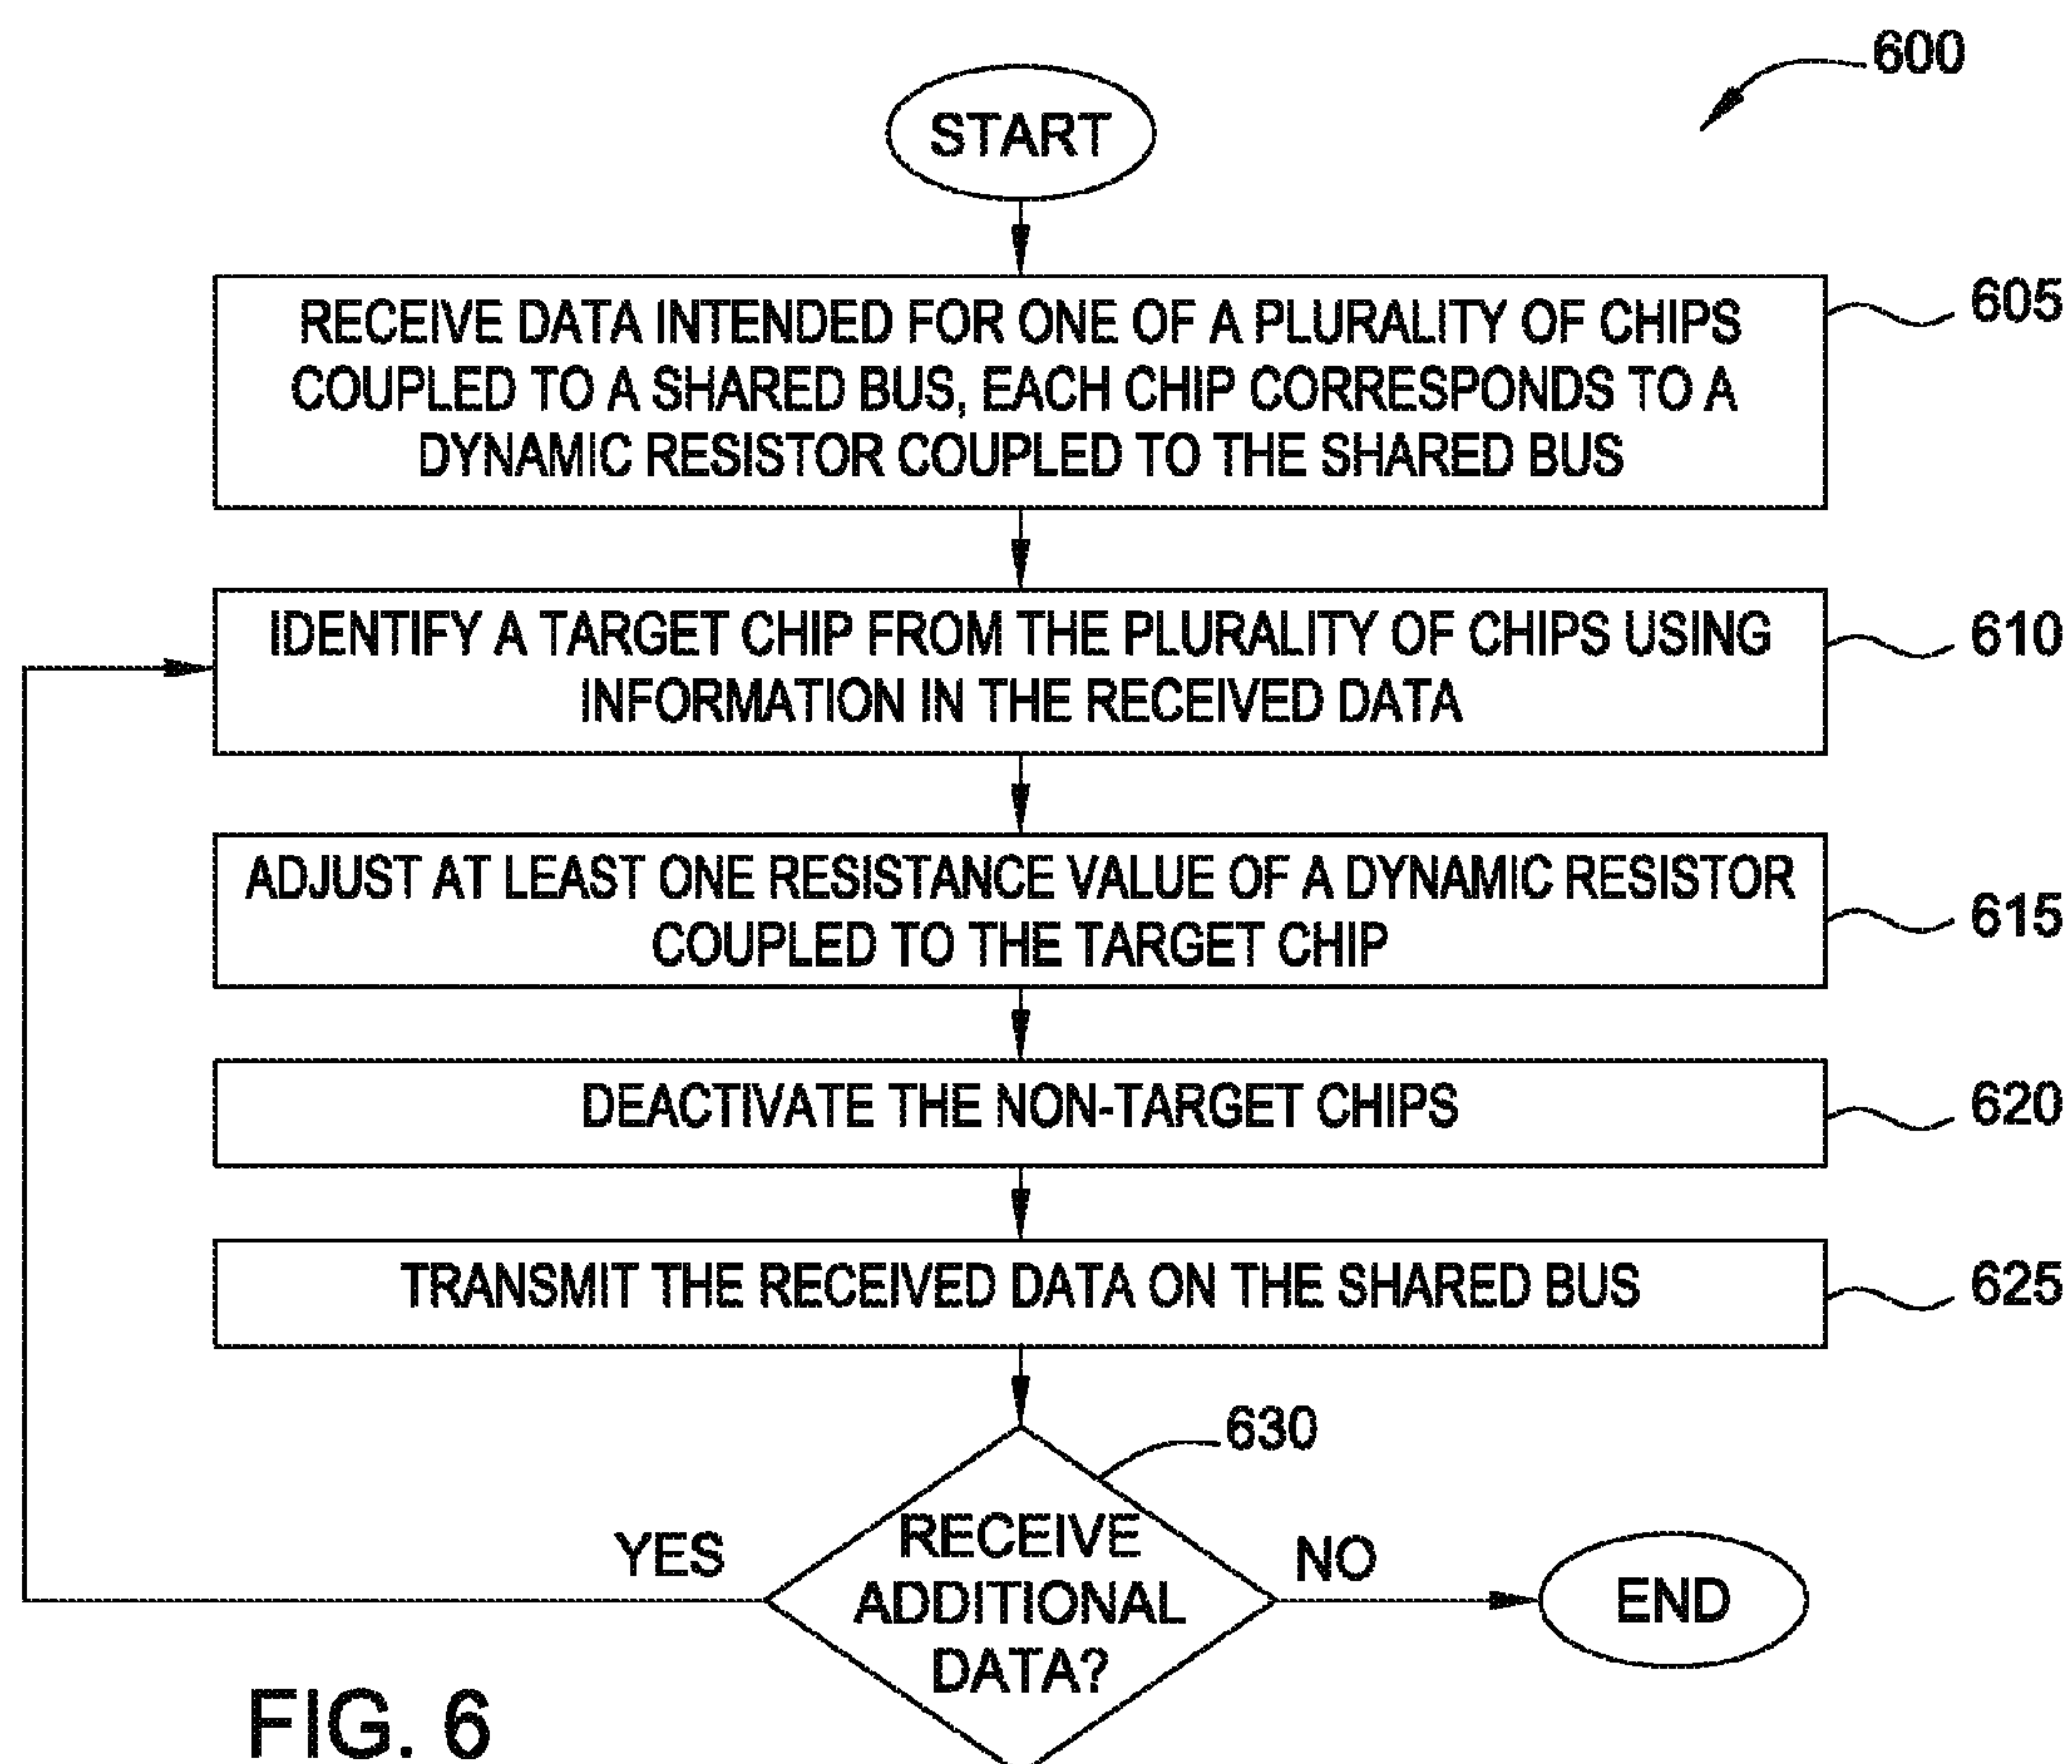 600
START
RECEIVE DATA INTENDED FOR ONE OF A PLURALITY OF CHIPS
COUPLED TO A SHARED BUS, EACH CHIP CORRESPONDS TO A
DYNAMIC RESISTOR COUPLED TO THE SHARED BUS
605
IDENTIFY A TARGET CHIP FROM THE PLURALITY OF CHIPS USING
INFORMATION IN THE RECEIVED DATA
610
ADJUST AT LEAST ONE RESISTANCE VALUE OF A DYNAMIC RESISTOR
COUPLED TO THE TARGET CHIP
615
DEACTIVATE THE NON-TARGET CHIPS
620
TRANSMIT THE RECEIVED DATA ON THE SHARED BUS
625
630
RECEIVE
ADDITIONAL
DATA?
YES
NO
END
FIG. 6